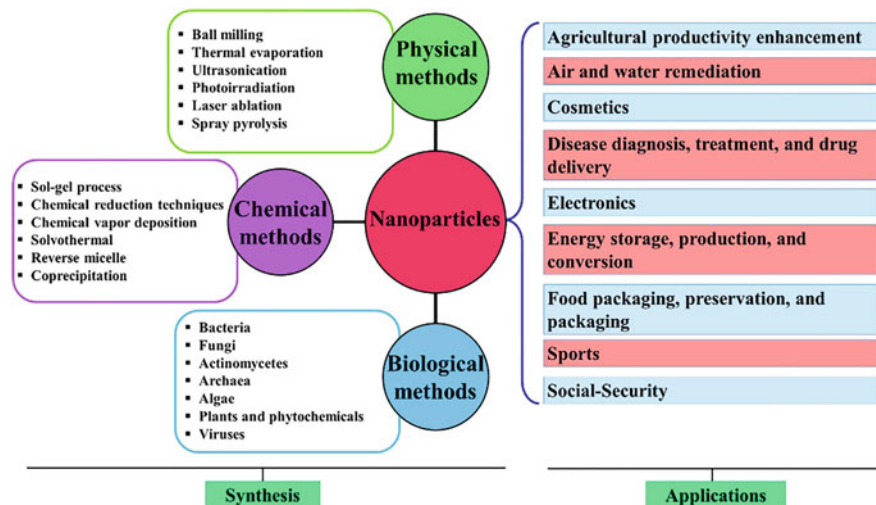 ▪ Ball milling
▪ Thermal evaporation
▪ Ultrasonication
▪ Photoirradiation
▪ Laser ablation
▪ Spray pyrolysis
Physical
methods
▪ Sol-gel process
▪ Chemical reduction techniques
▪ Chemical vapor deposition
▪ Solvothermal
▪ Reverse micelle
▪ Coprecipitation
Chemical
methods
Nanoparticles
▪ Bacteria
▪ Fungi
▪ Actinomycetes
▪ Archaea
▪ Algae
▪ Plants and phytochemicals
▪ Viruses
Biological
methods
Agricultural productivity enhancement
Air and water remediation
Cosmetics
Disease diagnosis, treatment, and drug
delivery
Electronics
Energy storage, production, and
conversion
Food packaging, preservation, and
packaging
Sports
Social-Security
Synthesis
Applications